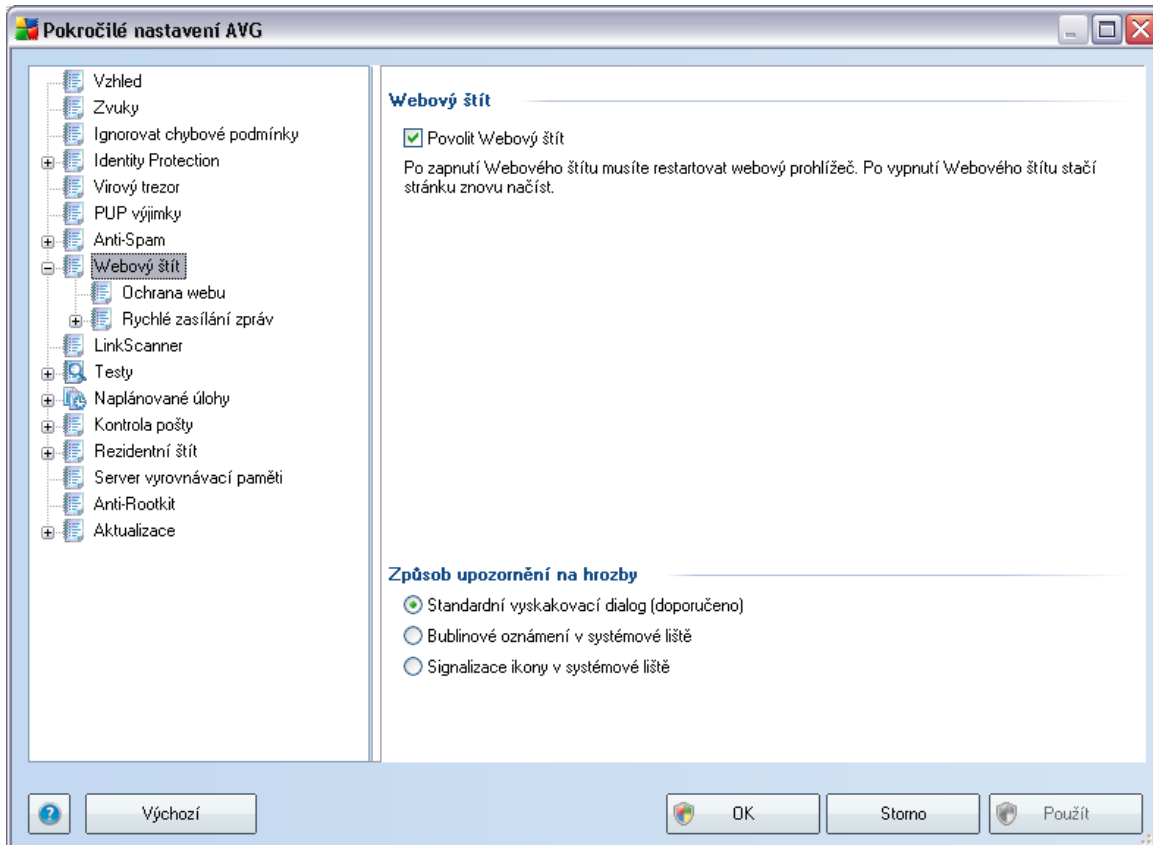 Pokročilé nastavení AVG
Vzhled
Zvuky
Ignorovat chybové podmínky
Identity Protection
Virový trezor
PUP výjimky
Anti-Spam
Webový štít
Ochrana webu
Rychlé zasílání zpráv
LinkScanner
Testy
Naplánované úlohy
Kontrola pošty
Rezidentní štít
Server vyrovnávací paměti
Anti-Rootkit
Aktualizace
Webový štít
Povolit Webový štít
Po zapnutí Webového štítu musíte restartovat webový prohlížeč. Po vypnutí Webového štítu stačí
stránku znovu načíst.
Způsob upozornění na hrozby
Standardní vyskakovací dialog (doporučeno)
Bublinové oznámení v systémové liště
Signalizace ikony v systémové liště
Výchozí
OK
Storno
Použít